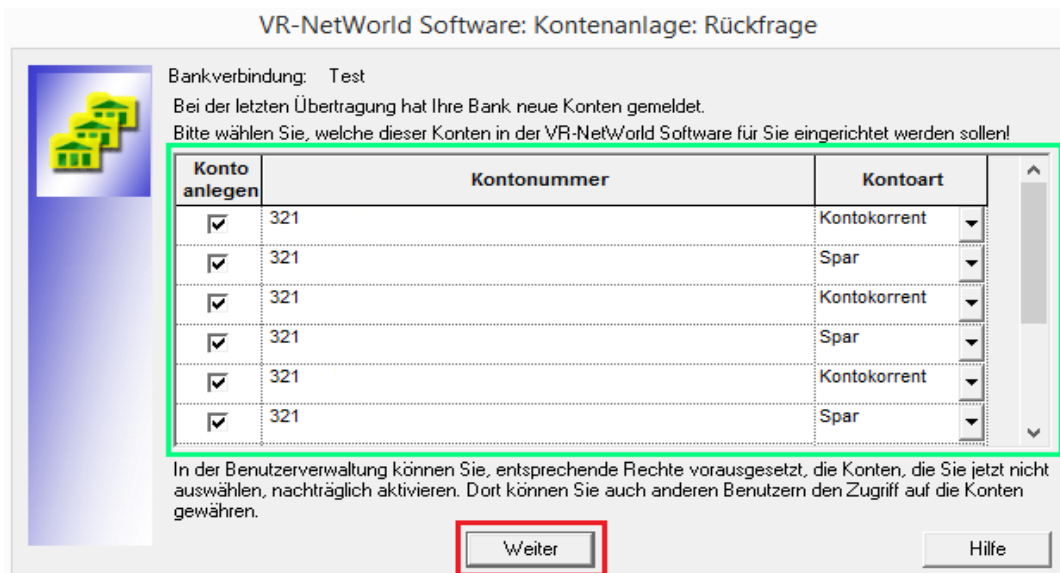 VR-NetWorld Software: Kontenanlage: Rückfrage
Bankverbindung: Test
Bei der letzten Übertragung hat Ihre Bank neue Konten gemeldet.
Bitte wählen Sie, welche dieser Konten in der VR-NetWorld Software für Sie eingerichtet werden sollen!
Konto anlegen Kontonummer Kontoart
321 Kontokorrent
321 Spar
321 Kontokorrent
321 Spar
321 Kontokorrent
321 Spar
In der Benutzerverwaltung können Sie, entsprechende Rechte vorausgesetzt, die Konten, die Sie jetzt nicht
auswählen, nachträglich aktivieren. Dort können Sie auch anderen Benutzern den Zugriff auf die Konten
gewähren.
Weiter Hilfe